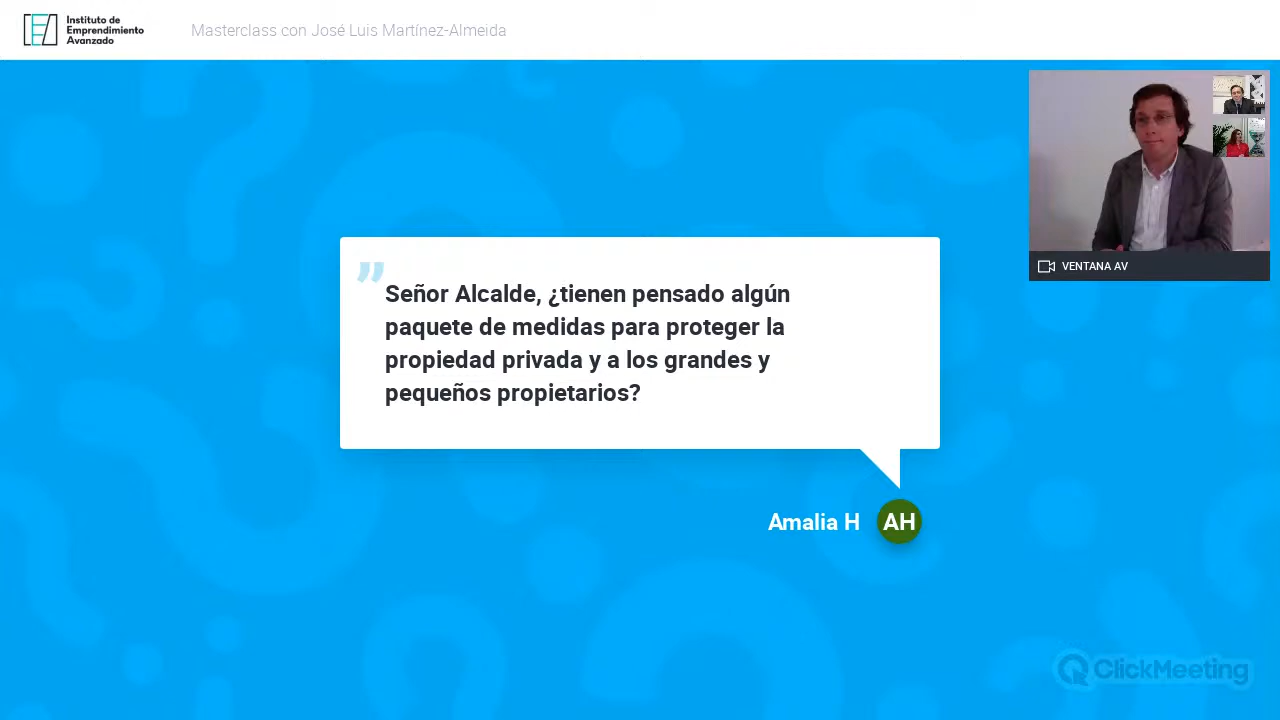 Instituto de
Emprendimiento
Avanzado
Masterclass con José Luis Martínez-Almeida
VENTANA AV
”
Señor Alcalde, ¿tienen pensado algún
paquete de medidas para proteger la
propiedad privada y a los grandes y
pequeños propietarios?
Amalia H
AH
ClickMeeting